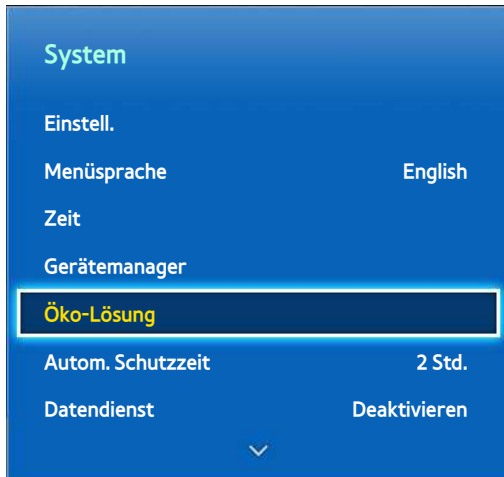 System
Einstell.
Menüsprache English
Zeit
Gerätemanager
Öko-Lösung
Autom. Schutzzeit 2 Std.
Datendienst Deaktivieren